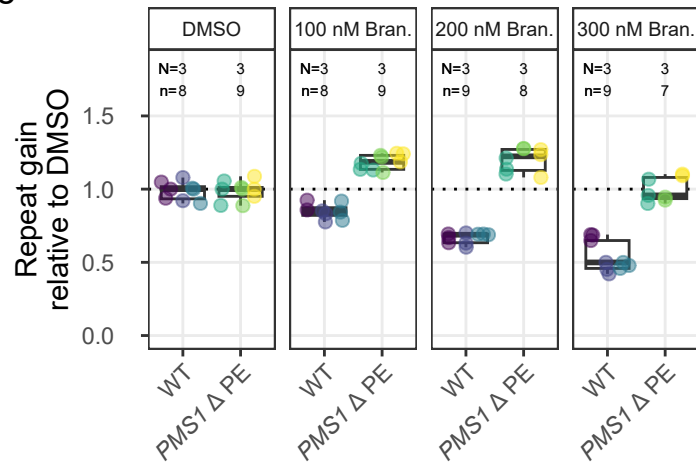 DMSO
100 nM Bran.
200 nM Bran.
300 nM Bran.
N=3 3
n=8 9
N=3 3
n=8 9
N=3 3
n=9 8
N=3 3
n=9 7
Repeat gain
relative to DMSO
1.5
1.0
0.5
0.0
WT
PMS1 Δ PE
WT
PMS1 Δ PE
WT
PMS1 Δ PE
WT
PMS1 Δ PE